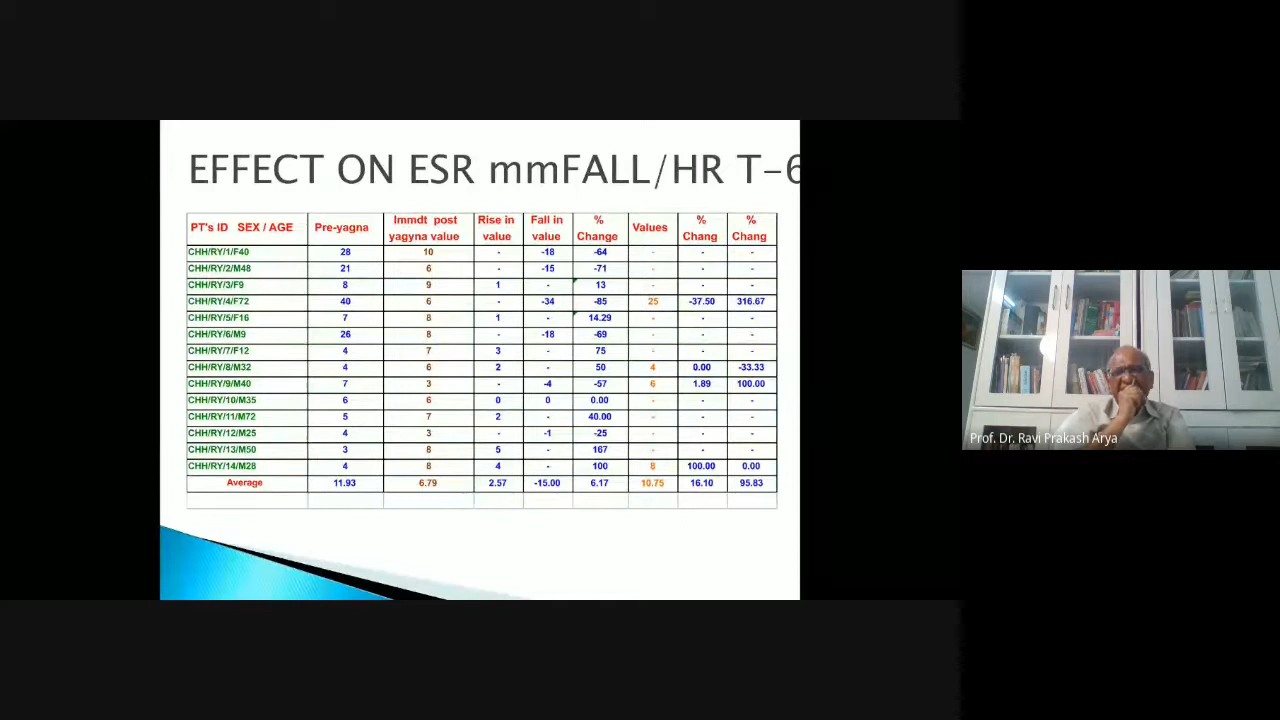 EFFECT ON ESR mmFALL/HR T-6
PT's ID SEX / AGE Pre-yagna Immdt post yagyna value Rise in value Fall in value % Change Values % Chang % Chang
CHH/RY/1/F40 28 10 - -18 -64 - - -
CHH/RY/2/M48 21 6 - -15 -71 - - -
CHH/RY/3/F9 8 9 1 - 13 - - -
CHH/RY/4/F72 40 6 - -34 -85 25 -37.50 316.67
CHH/RY/5/F16 7 8 1 - 14.29 - - -
CHH/RY/6/M9 26 8 - -18 -69 - - -
CHH/RY/7/F12 4 7 3 - 75 - - -
CHH/RY/8/M32 4 6 2 - 50 4 0.00 -33.33
CHH/RY/9/M40 7 3 - -4 -57 6 1.89 100.00
CHH/RY/10/M35 6 6 0 0 0.00 - - -
CHH/RY/11/M72 5 7 2 - 40.00 - - -
CHH/RY/12/M25 4 3 - -1 -25 - - -
CHH/RY/13/M50 3 8 5 - 167 - - -
CHH/RY/14/M28 4 8 4 - 100 8 100.00 0.00
Average 11.93 6.79 2.57 -15.00 6.17 10.75 16.10 95.83
Prof. Dr. Ravi Prakash Arya